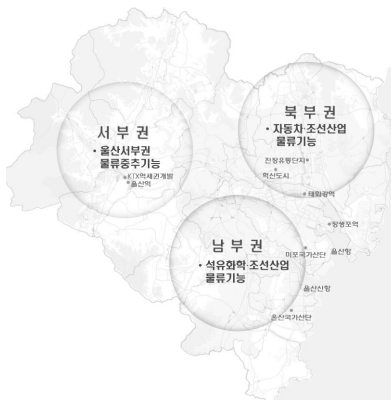 서부권
• 울산서부권
물류중추기능
KTX역세권개발
울산역
북부권
• 자동차·조선산업
물류기능
진장유통단지
혁신도시
태화강역
장생포역
남부권
• 석유화학·조선산업
물류기능
미포국가산단
울산항
울산신항
온산국가산단